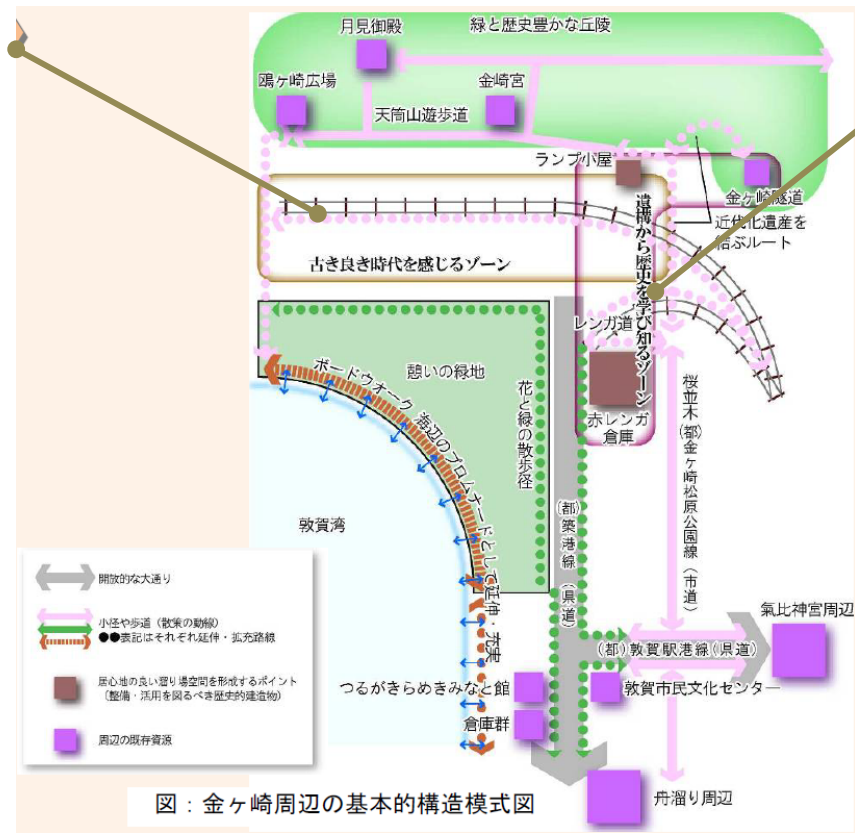 月見御殿
緑と歴史豊かな丘陵
鴎ヶ崎広場
金崎宮
天筒山遊歩道
ランプ小屋
金ヶ崎隧道
近代化遺産を
結ぶルート
遺構から歴史を学び知るゾーン
古き良き時代を感じるゾーン
レンガ道
赤レンガ
倉庫
憩いの緑地
花と緑の散歩径
ボードウォーク 海辺のプロムナードとして延伸・充実
桜並木(都)金ヶ崎松原公園線(市道)
敦賀湾
(都)築港線(県道)
氣比神宮周辺
(都)敦賀駅港線(県道)
つるがきらめきみなと館
敦賀市民文化センター
倉庫群
舟溜り周辺
開放的な大通り
小径や歩道(散策の動線)
●●表記はそれぞれ延伸・拡充路線
居心地の良い溜り場空間を形成するポイント
(整備・活用を図るべき歴史的建造物)
周辺の既存資源
図:金ヶ崎周辺の基本的構造模式図